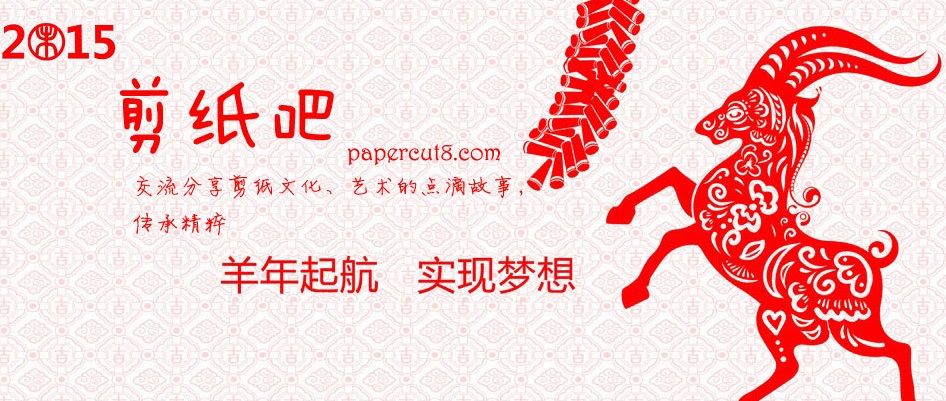 2015
剪纸吧
papercut8.com
交流分享剪纸文化、艺术的点滴故事，
传承精粹
羊年起航 实现梦想